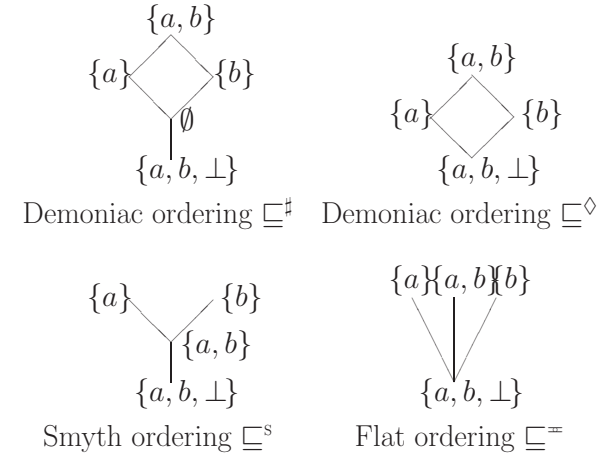 {a, b}
{a} {b}
∅
{a, b, ⊥}
Demoniac ordering ⊑♯
{a, b}
{a} {b}
{a, b, ⊥}
Demoniac ordering ⊑◇
{a} {b}
{a, b}
{a, b, ⊥}
Smyth ordering ⊑s
{a}{a, b}{b}
{a, b, ⊥}
Flat ordering ⊑=